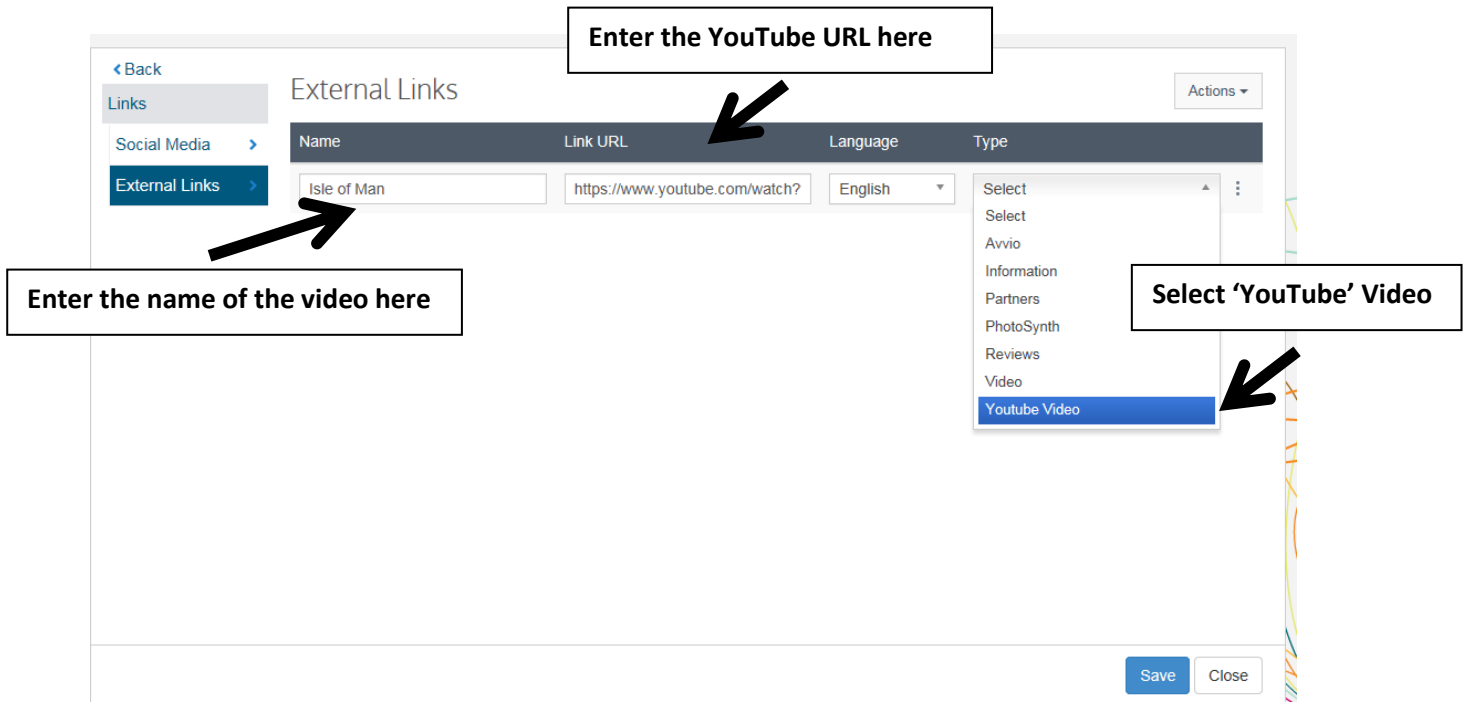 Enter the YouTube URL here
Back
Links
Social Media
External Links
External Links
Actions
Name Link URL Language Type
Isle of Man https://www.youtube.com/watch? English Select
Select
Avvio
Information
Partners
PhotoSynth
Reviews
Video
Youtube Video
Enter the name of the video here
Select ‘YouTube’ Video
Save Close